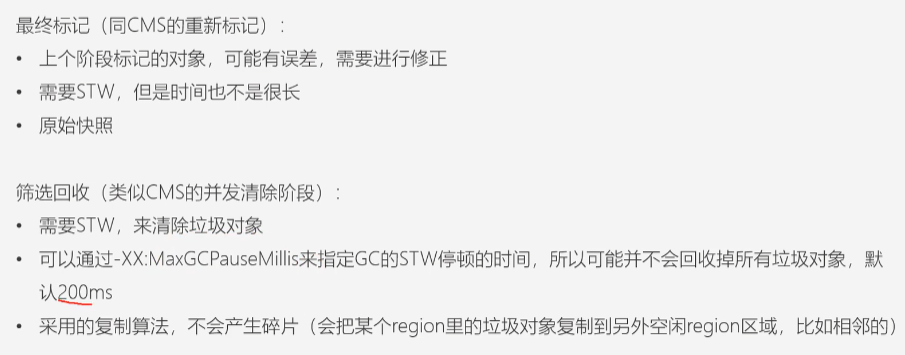 最终标记（同CMS的重新标记）：
• 上个阶段标记的对象，可能有误差，需要进行修正
• 需要STW，但是时间也不是很长
• 原始快照
筛选回收（类似CMS的并发清除阶段）：
• 需要STW，来清除垃圾对象
• 可以通过-XX:MaxGCPauseMillis来指定GC的STW停顿的时间，所以可能并不会回收掉所有垃圾对象，默
认200ms
• 采用的复制算法，不会产生碎片（会把某个region里的垃圾对象复制到另外空闲region区域，比如相邻的）